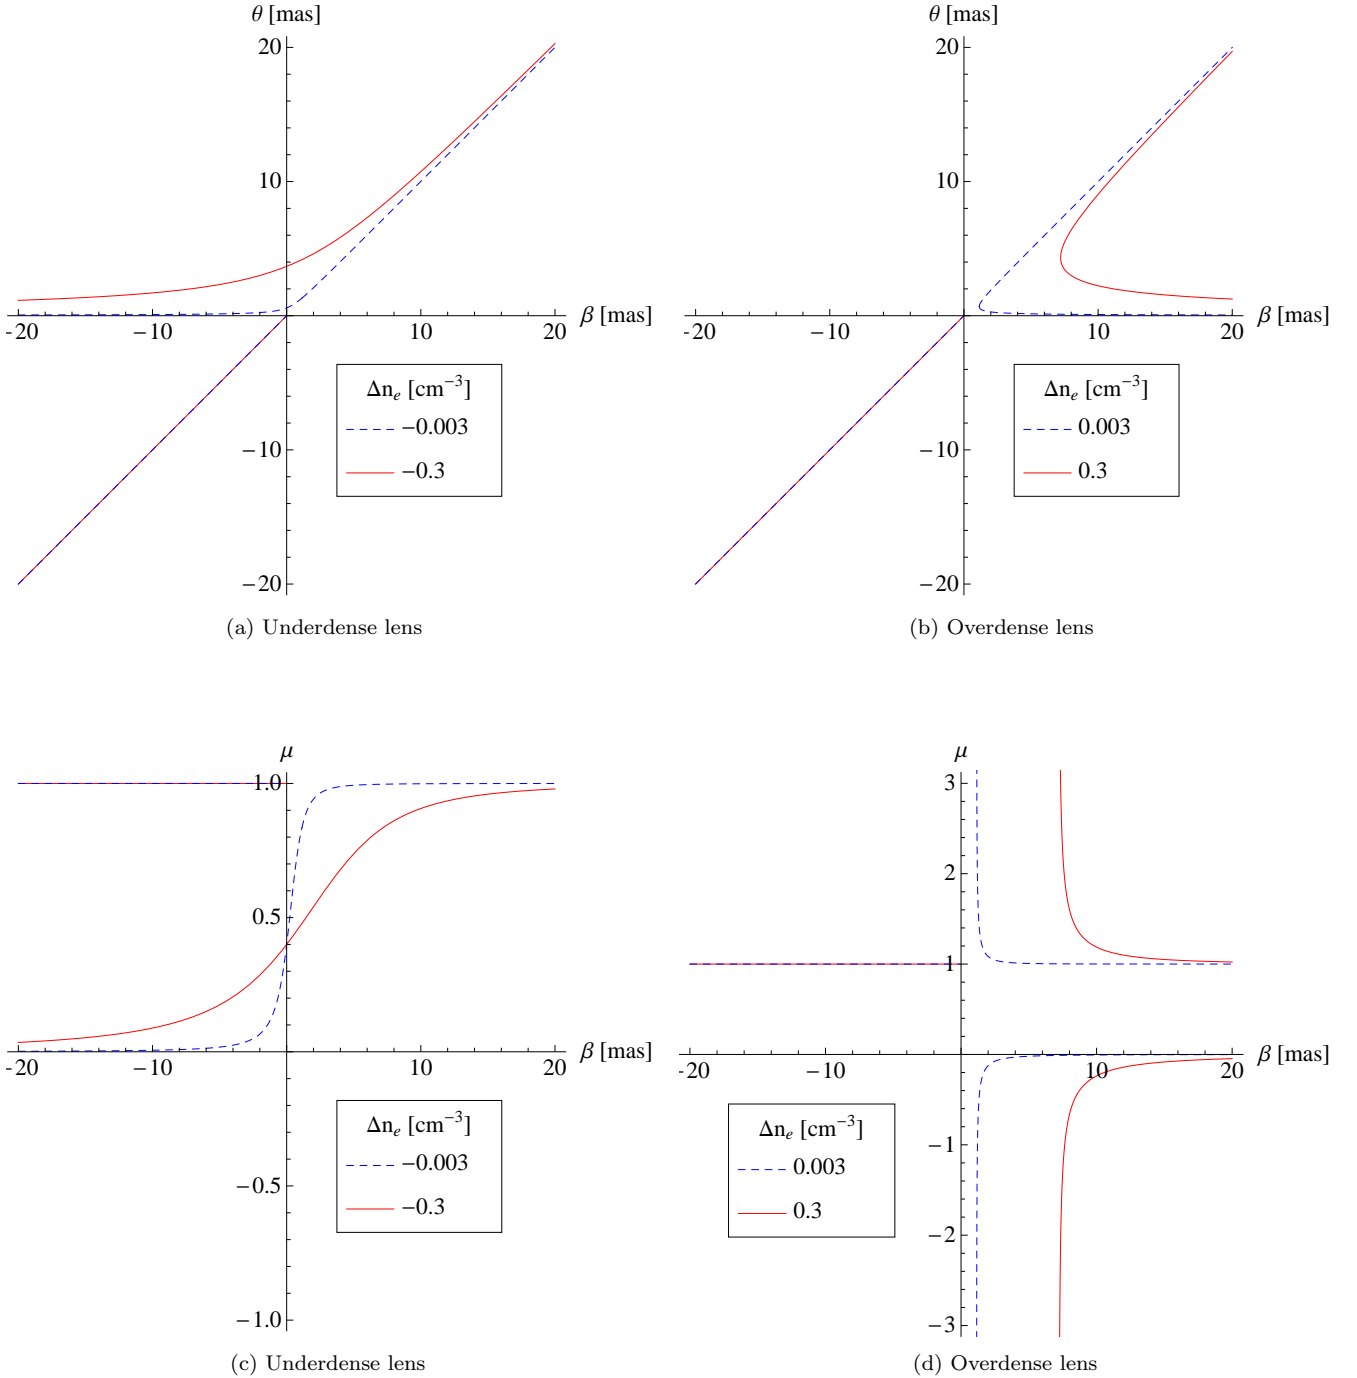 θ [mas]
20
10
β [mas]
-20
−10
10
20
Δnₑ [cm⁻³]
−0.003
−0.3
−10
−20
(a) Underdense lens
θ [mas]
20
10
β [mas]
-20
−10
10
20
Δnₑ [cm⁻³]
0.003
0.3
−10
−20
(b) Overdense lens
μ
1.0
0.5
β [mas]
-20
−10
10
20
Δnₑ [cm⁻³]
−0.003
−0.3
−0.5
−1.0
(c) Underdense lens
μ
3
2
1
β [mas]
-20
−10
10
20
Δnₑ [cm⁻³]
0.003
0.3
−1
−2
−3
(d) Overdense lens